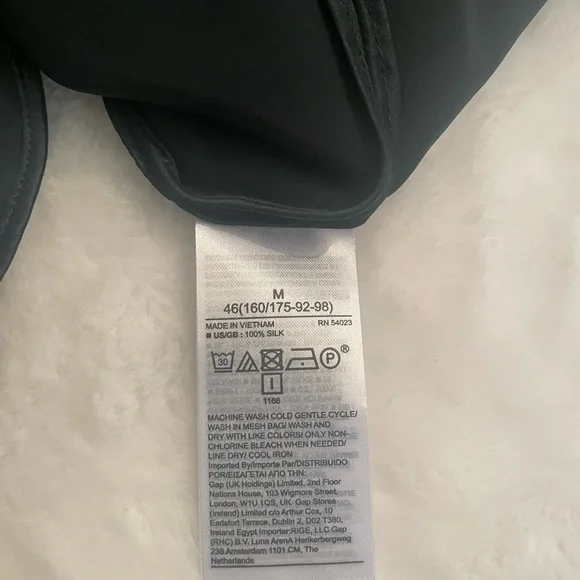 M
46(160/175-92-98)
MADE IN VIETNAM RN 54023
■ US/GB : 100% SILK
30 P ®
1168
MACHINE WASH COLD GENTLE CYCLE/
WASH IN MESH BAG/ WASH AND
DRY WITH LIKE COLORS/ ONLY NON-
CHLORINE BLEACH WHEN NEEDED/
LINE DRY/ COOL IRON
Imported By/Importe Par/DISTRIBUIDO
POR/ΕΙΣΑΓΕΤΑΙ ΑΠΟ ΤΗΝ:
Gap (UK Holdings) Limited, 2nd Floor
Nations House, 103 Wigmore Street,
London, W1U 1QS, UK Gap Stores
(Ireland) Limited c/o Arthur Cox, 10
Earlsfort Terrace, Dublin 2, D02 T380,
Ireland Egypt Importer:RIGE, LLC Gap
(RHC) B.V. Luna ArenA Herikerbergweg
238 Amsterdam 1101 CM, The
Netherlands